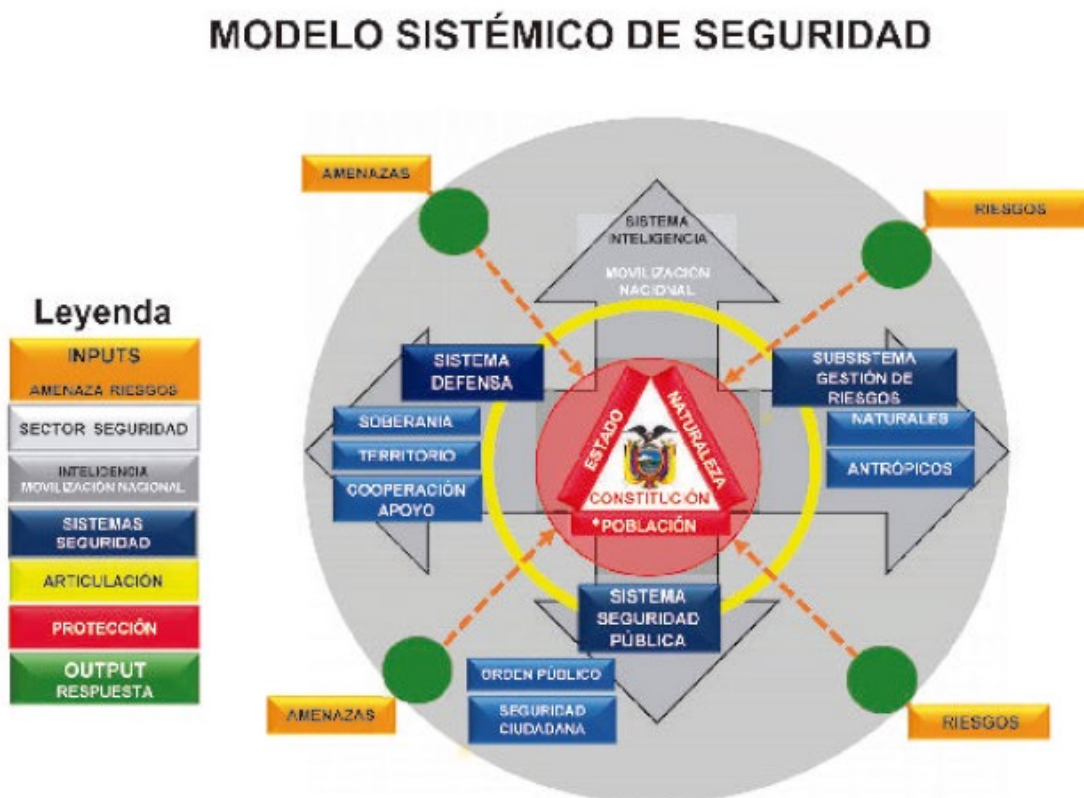 MODELO SISTÉMICO DE SEGURIDAD
AMENAZAS
RIESGOS
SISTEMA
INTELIGENCIA
MOVILIZACIÓN
NACIONAL
Leyenda
INPUTS
AMENAZA RIESGOS
SECTOR SEGURIDAD
INTELIGENCIA
MOVILIZACIÓN NACIONAL
SISTEMAS
SEGURIDAD
ARTICULACIÓN
PROTECCIÓN
OUTPUT
RESPUESTA
SISTEMA
DEFENSA
SOBERANIA
TERRITORIO
COOPERACIÓN
APOYO
SUBSISTEMA
GESTIÓN DE
RIESGOS
NATURALES
ANTRÓPICOS
ESTADO
NATURALEZA
CONSTITUCIÓN
*POBLACIÓN
SISTEMA
SEGURIDAD
PÚBLICA
ORDEN PÚBLICO
SEGURIDAD
CIUDADANA
AMENAZAS
RIESGOS